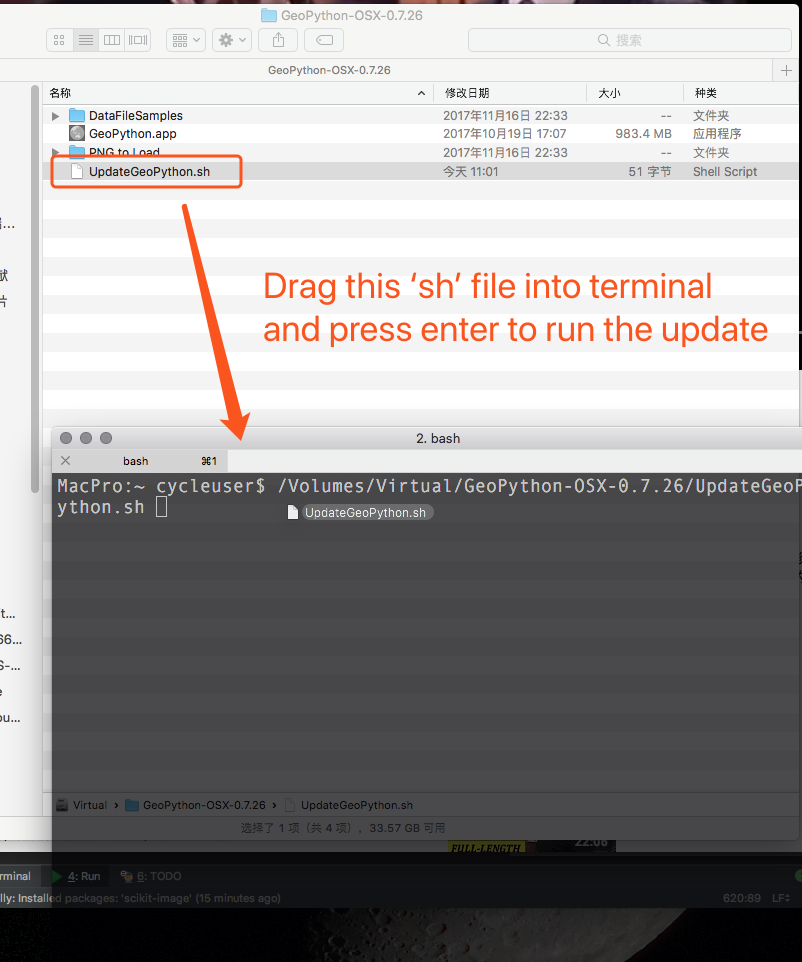 GeoPython-OSX-0.7.26
搜索
GeoPython-OSX-0.7.26
名称 修改日期 大小 种类
DataFileSamples 2017年11月16日 22:33 -- 文件夹
GeoPython.app 2017年10月19日 17:07 983.4 MB 应用程序
PNG to Load 2017年11月16日 22:33 -- 文件夹
UpdateGeoPython.sh 今天 11:01 51 字节 Shell Script
献
片
Drag this ‘sh’ file into terminal
and press enter to run the update
2. bash
bash ⌘1
MacPro:~ cycleuser$ /Volumes/Virtual/GeoPython-OSX-0.7.26/UpdateGeoP
ython.sh
UpdateGeoPython.sh
t...
66...
S-...
e
ou...
Virtual › GeoPython-OSX-0.7.26 › UpdateGeoPython.sh
选择了 1 项（共 4 项），33.57 GB 可用
FULL-LENGTH 22:08
rminal 4: Run 6: TODO
lly: Installed packages: 'scikit-image' (15 minutes ago) 620:89 LF